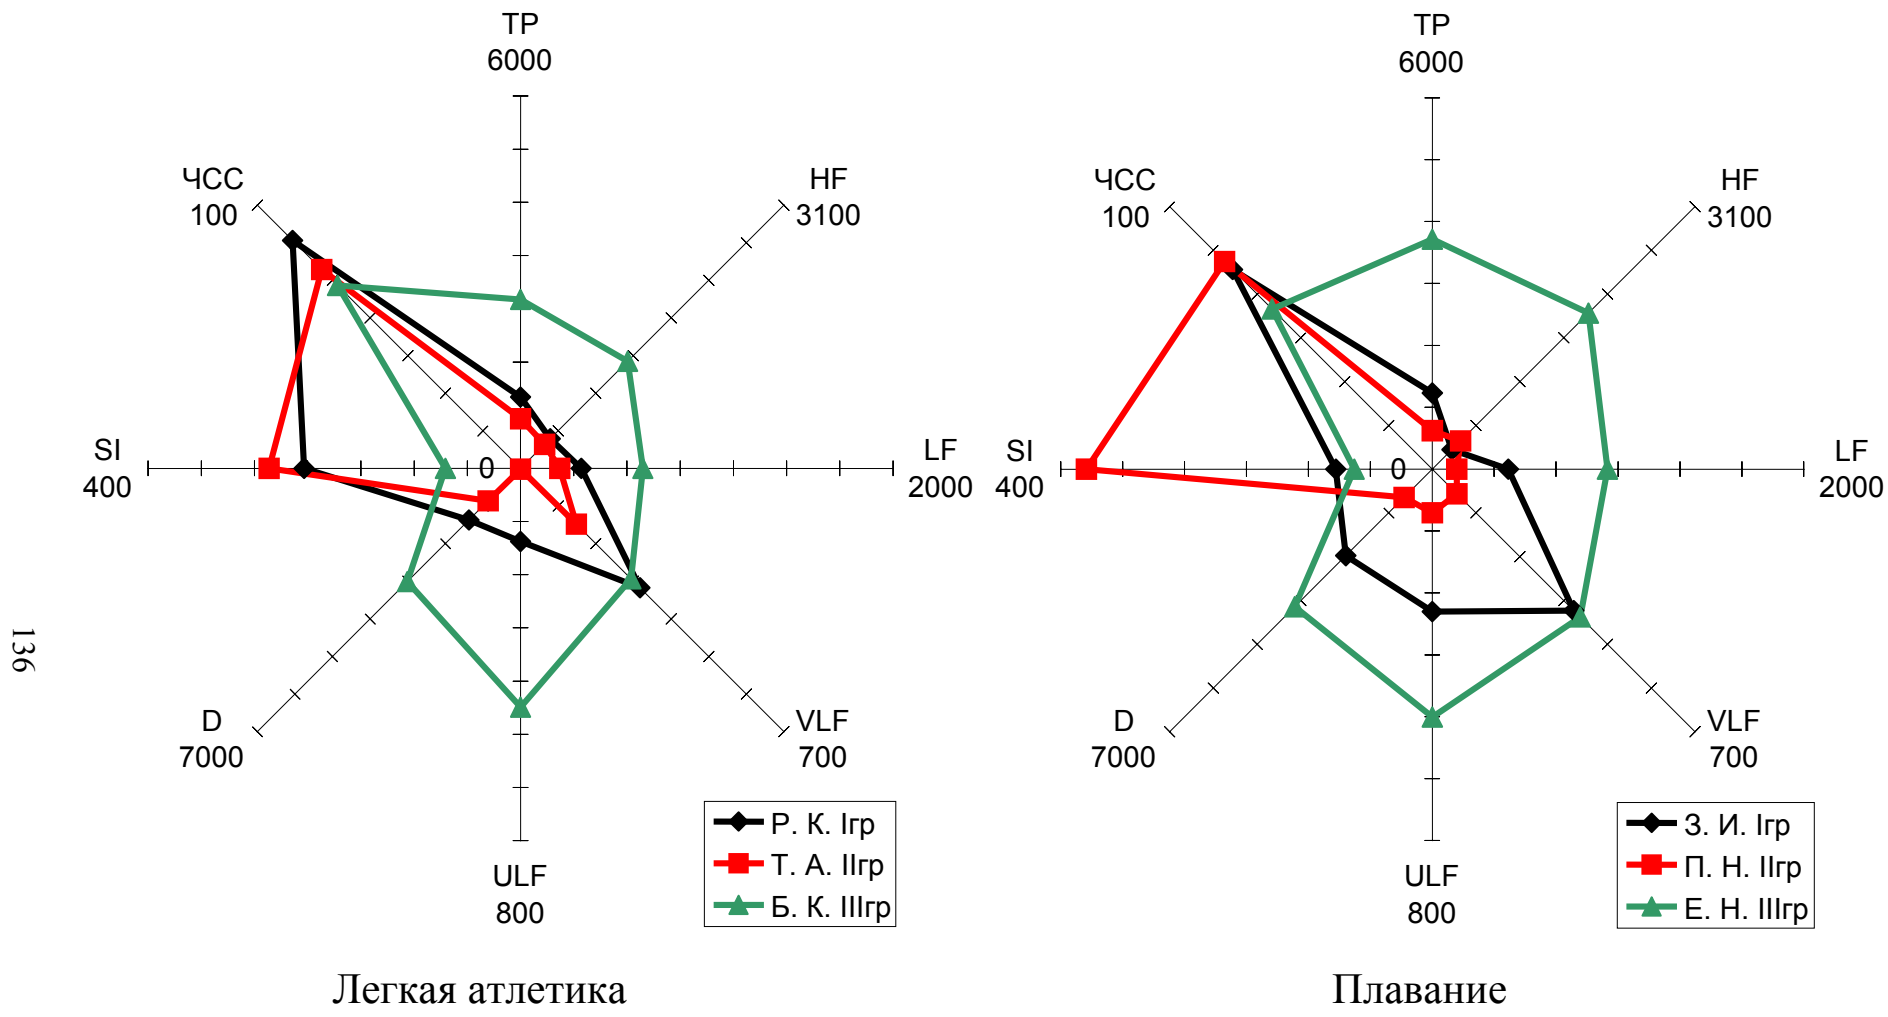 TP
6000
HF
3100
LF
2000
VLF
700
ULF
800
D
7000
SI
400
ЧСС
100
0
Р. К. Iгр
Т. А. IIгр
Б. К. IIIгр
Легкая атлетика
TP
6000
HF
3100
LF
2000
VLF
700
ULF
800
D
7000
SI
400
ЧСС
100
0
З. И. Iгр
П. Н. IIгр
Е. Н. IIIгр
Плавание
136